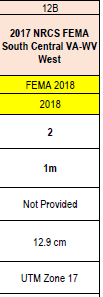 12B
2017 NRCS FEMA
South Central VA-WV
West
FEMA 2018
2018
2
1m
Not Provided
12.9 cm
UTM Zone 17